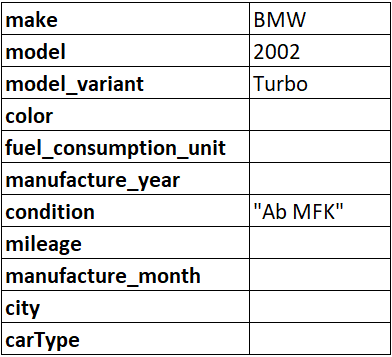 make BMW
model 2002
model_variant Turbo
color
fuel_consumption_unit
manufacture_year
condition "Ab MFK"
mileage
manufacture_month
city
carType